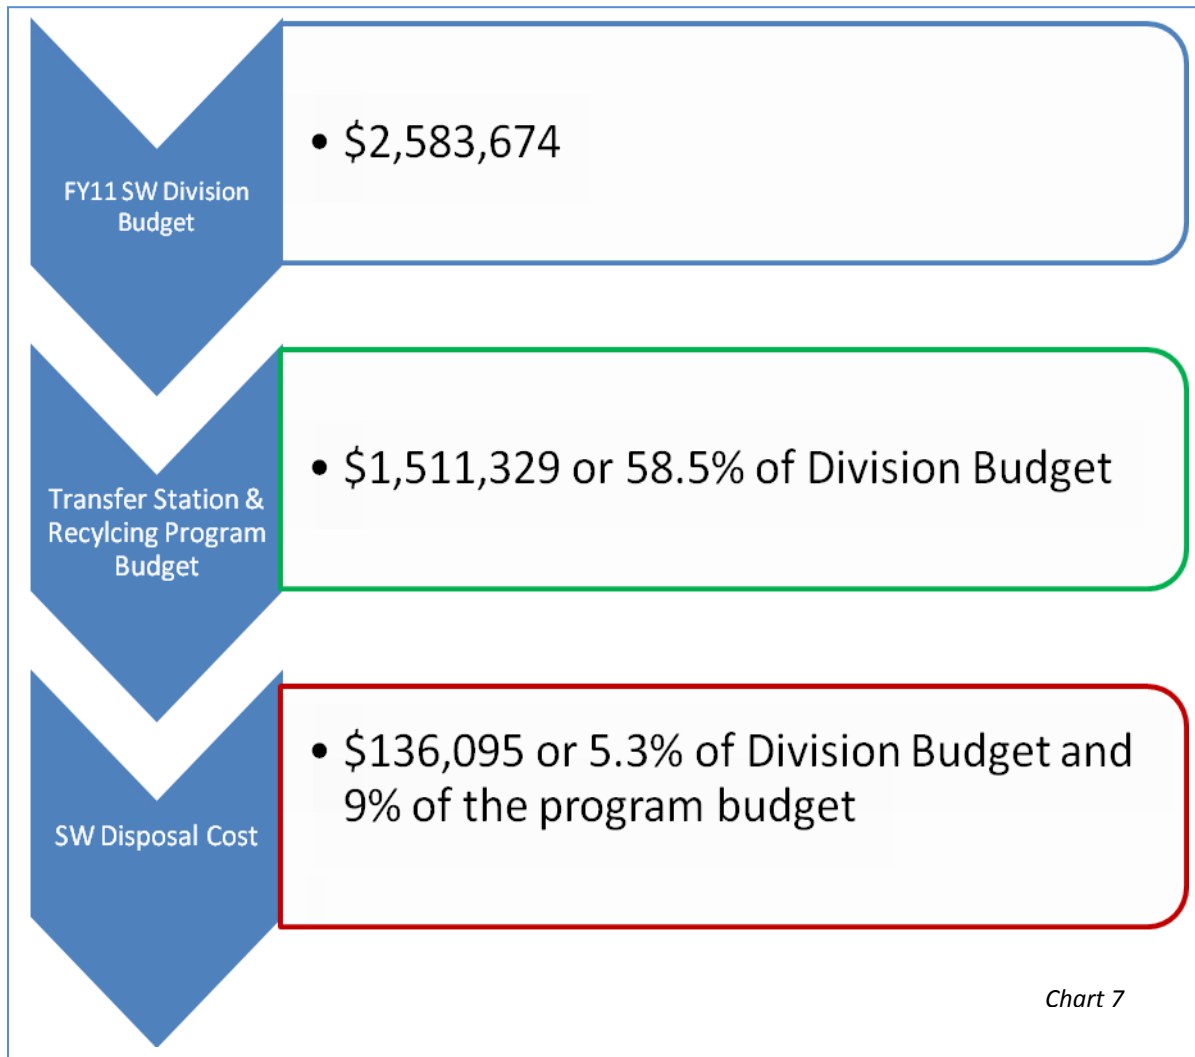 FY11 SW Division
Budget
• $2,583,674
Transfer Station &
Recylcing Program
Budget
• $1,511,329 or 58.5% of Division Budget
SW Disposal Cost
• $136,095 or 5.3% of Division Budget and
9% of the program budget
Chart 7